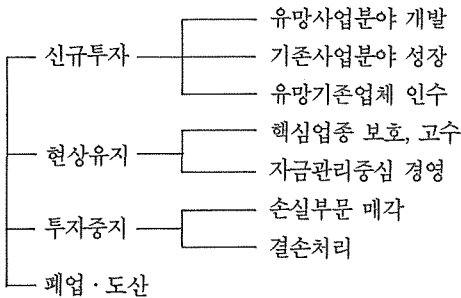 유망사업분야 개발
신규투자
기존사업분야 성장
유망기존업체 인수
핵심업종 보호, 고수
현상유지
자금관리중심 경영
손실부문 매각
투자중지
결손처리
폐업 · 도산